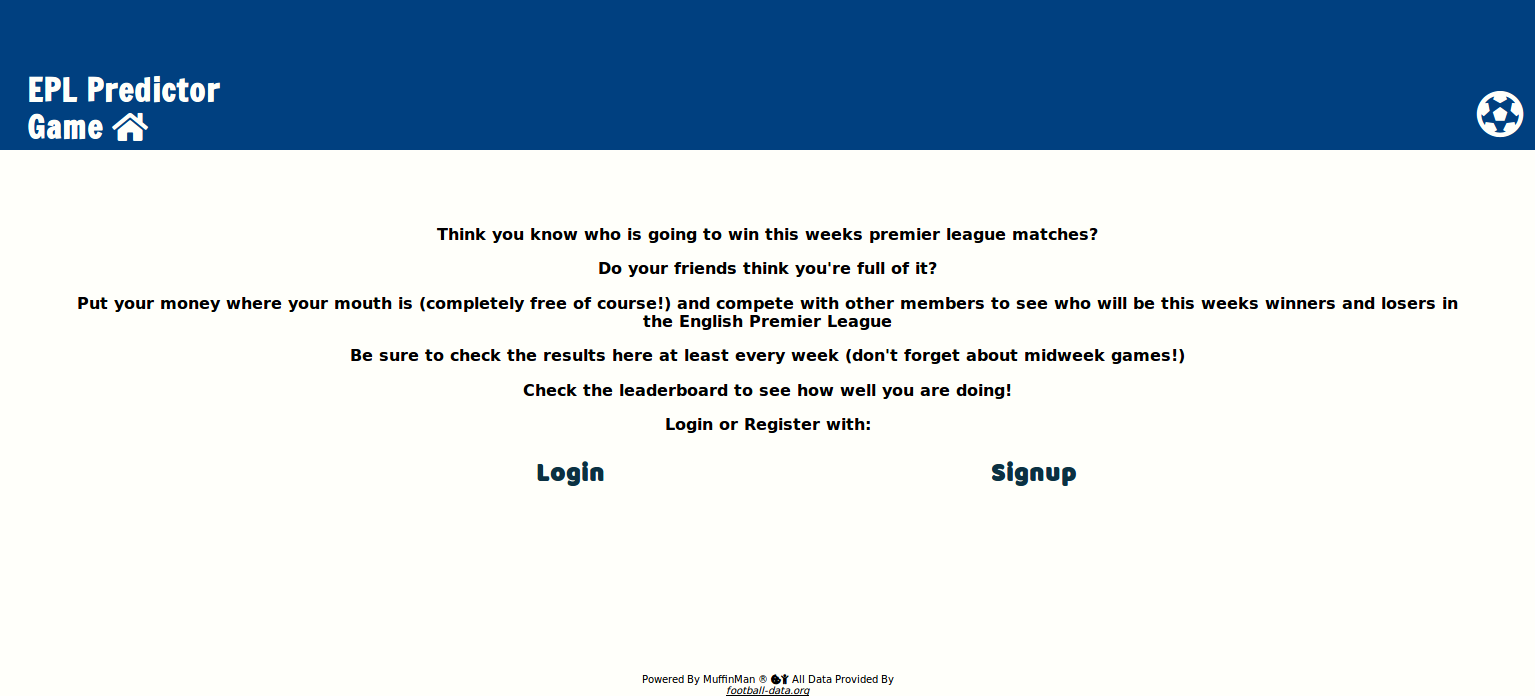 EPL Predictor
Game
Think you know who is going to win this weeks premier league matches?
Do your friends think you're full of it?
Put your money where your mouth is (completely free of course!) and compete with other members to see who will be this weeks winners and losers in
the English Premier League
Be sure to check the results here at least every week (don't forget about midweek games!)
Check the leaderboard to see how well you are doing!
Login or Register with:
Login Signup
Powered By MuffinMan ® All Data Provided By
football-data.org